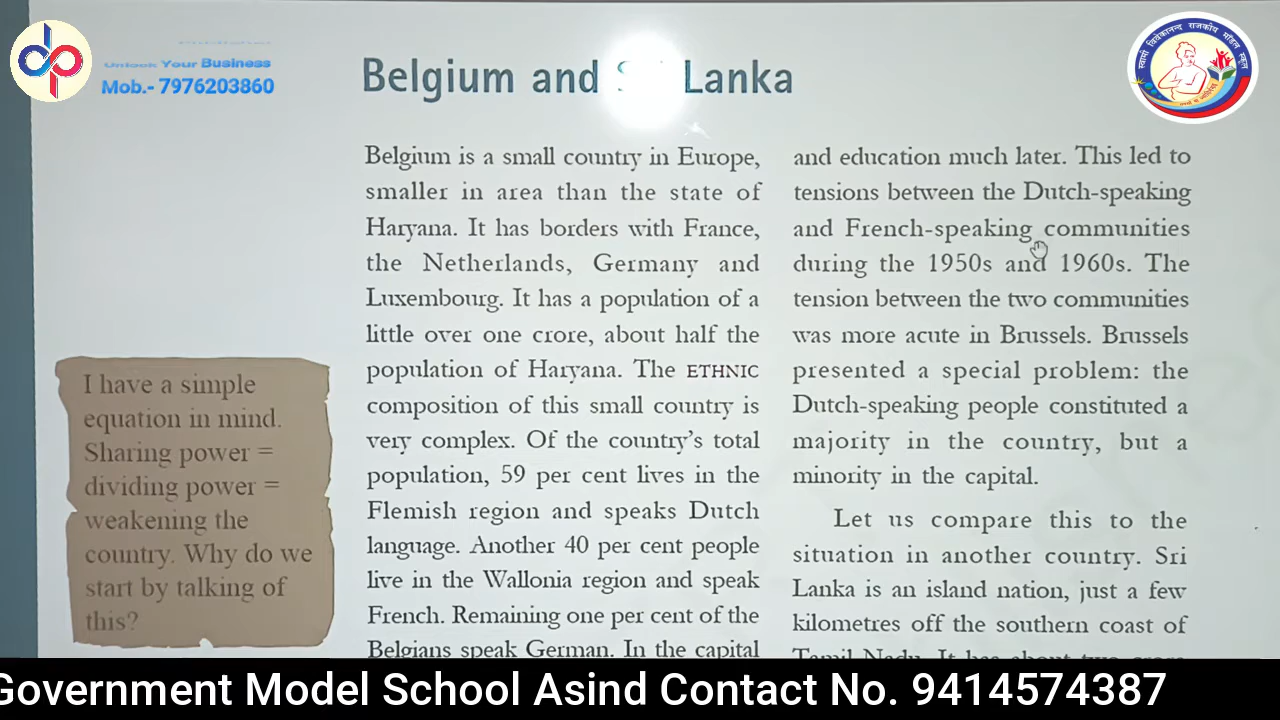 Unlock Your Business
Mob.- 7976203860
स्वामी विवेकानन्द राजकीय मॉडल स्कूल
Belgium and Lanka
Belgium is a small country in Europe,
smaller in area than the state of
Haryana. It has borders with France,
the Netherlands, Germany and
Luxembourg. It has a population of a
little over one crore, about half the
population of Haryana. The ETHNIC
composition of this small country is
very complex. Of the country's total
population, 59 per cent lives in the
Flemish region and speaks Dutch
language. Another 40 per cent people
live in the Wallonia region and speak
French. Remaining one per cent of the
Belgians speak German. In the capital
and education much later. This led to
tensions between the Dutch-speaking
and French-speaking communities
during the 1950s and 1960s. The
tension between the two communities
was more acute in Brussels. Brussels
presented a special problem: the
Dutch-speaking people constituted a
majority in the country, but a
minority in the capital.
Let us compare this to the
situation in another country. Sri
Lanka is an island nation, just a few
kilometres off the southern coast of
Tamil Nadu. It has about two crore
I have a simple
equation in mind.
Sharing power =
dividing power =
weakening the
country. Why do we
start by talking of
this?
Government Model School Asind Contact No. 9414574387